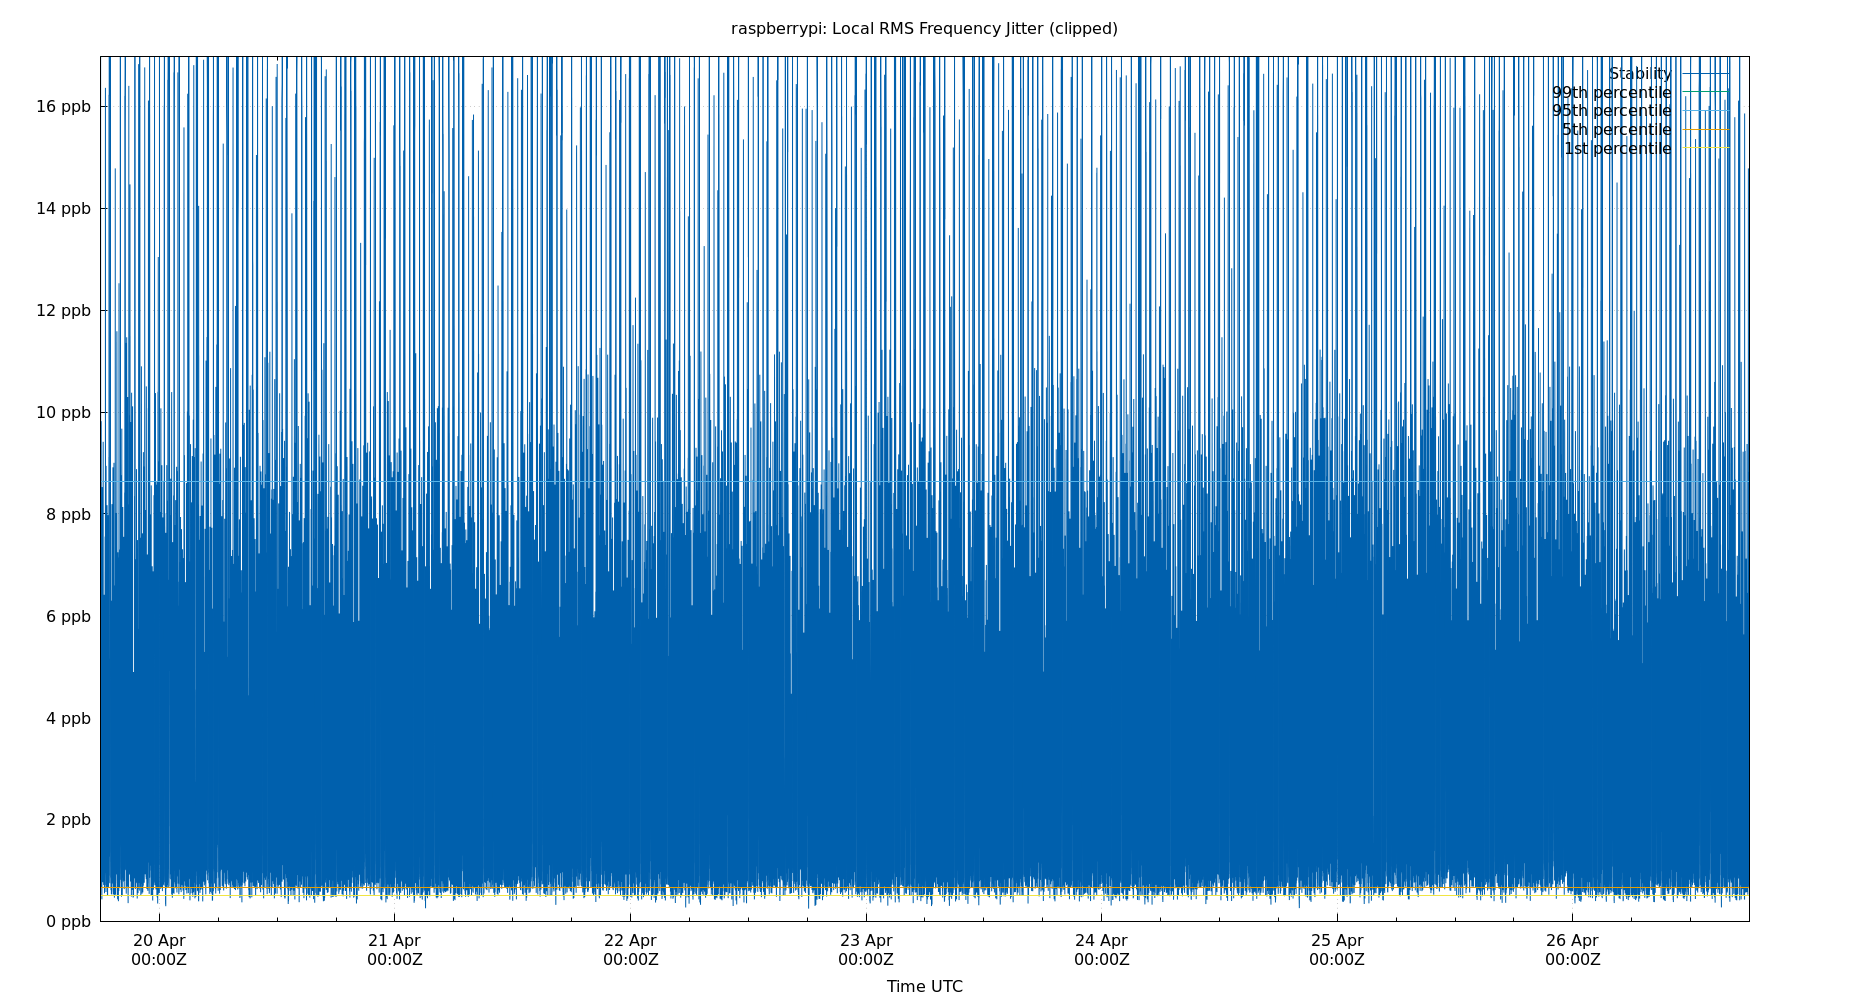 raspberrypi: Local RMS Frequency Jitter (clipped)
Stability
99th percentile
95th percentile
5th percentile
1st percentile
16 ppb
14 ppb
12 ppb
10 ppb
8 ppb
6 ppb
4 ppb
2 ppb
0 ppb
20 Apr 21 Apr 22 Apr 23 Apr 24 Apr 25 Apr 26 Apr
00:00Z 00:00Z 00:00Z 00:00Z 00:00Z 00:00Z 00:00Z
Time UTC